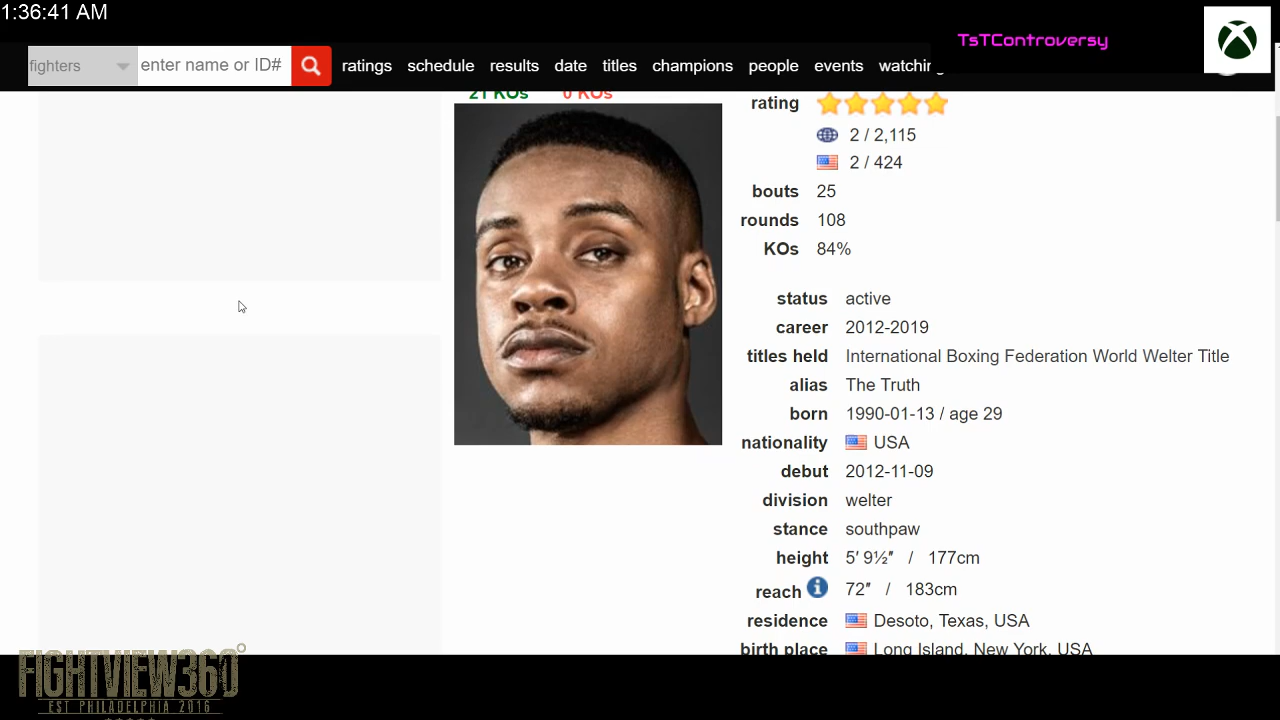 1:36:41 AM
TsTControversy
fighters
enter name or ID#
ratings schedule results date titles champions people events watching
21 KOs 0 KOs
rating
2 / 2,115
2 / 424
bouts 25
rounds 108
KOs 84%
status active
career 2012-2019
titles held International Boxing Federation World Welter Title
alias The Truth
born 1990-01-13 / age 29
nationality USA
debut 2012-11-09
division welter
stance southpaw
height 5′ 9½″ / 177cm
reach 72″ / 183cm
residence Desoto, Texas, USA
birth place Long Island, New York, USA
FIGHTVIEW360°
EST PHILADELPHIA 2016